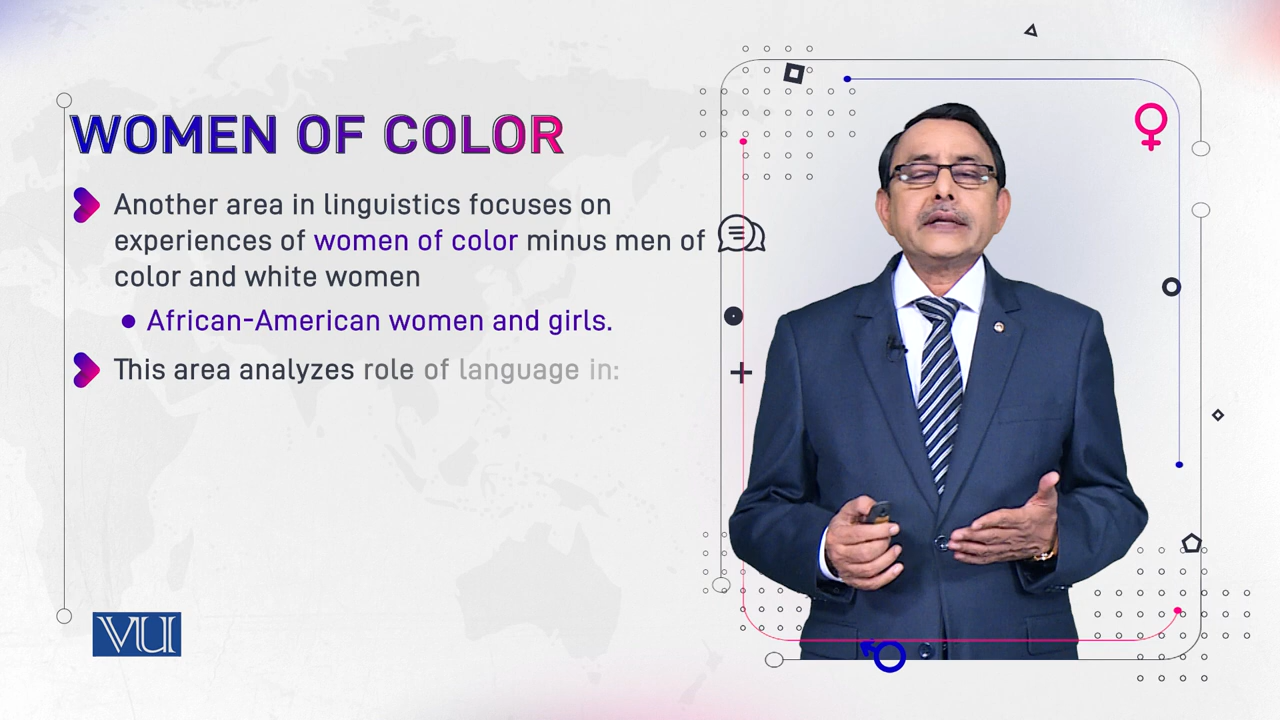 WOMEN OF COLOR
Another area in linguistics focuses on
experiences of women of color minus men of
color and white women
African-American women and girls.
This area analyzes role of language in:
VU